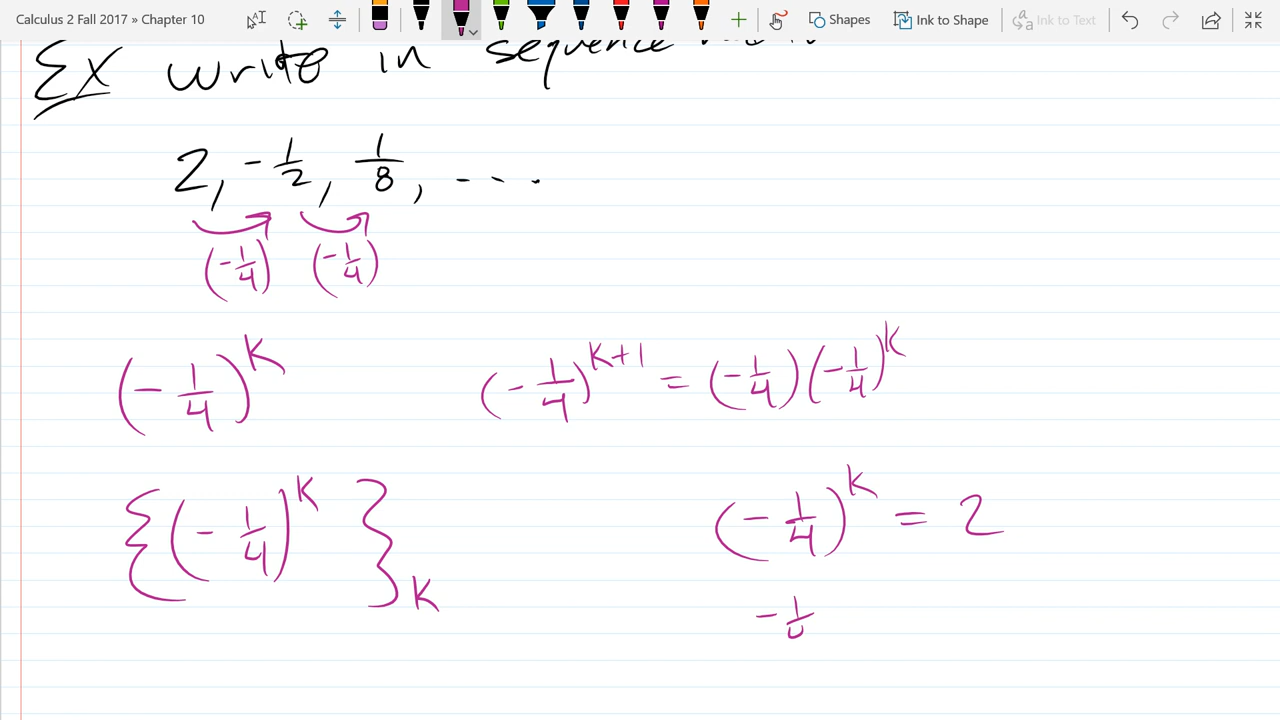 Calculus 2 Fall 2017 » Chapter 10
Shapes
Ink to Shape
Ink to Text
EX write in sequence
2, -1/2, 1/8, ...
(-1/4) (-1/4)
(-1/4)^k
(-1/4)^{k+1} = (-1/4)(-1/4)^k
{(-1/4)^k}_k
(-1/4)^k = 2